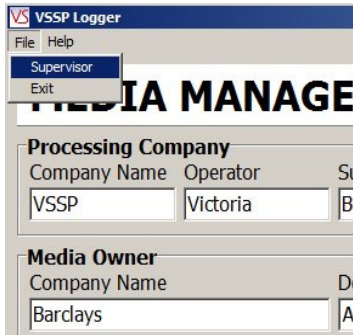 VS VSSP Logger
File Help
Supervisor
Exit
MEDIA MANAGE
Processing Company
Company Name Operator Su
VSSP Victoria B
Media Owner
Company Name De
Barclays A